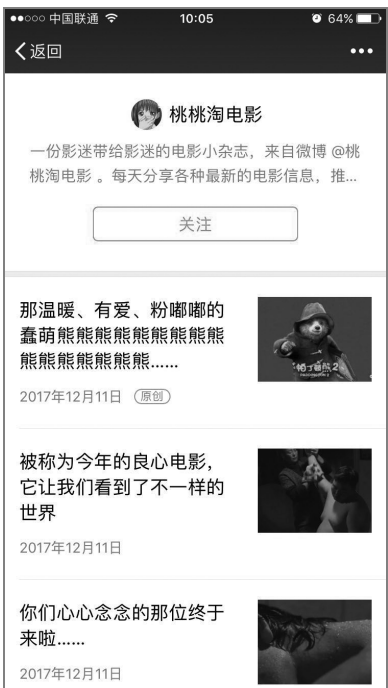 中国联通 10:05 64%
返回
桃桃淘电影
一份影迷带给影迷的电影小杂志，来自微博 @桃
桃淘电影 。每天分享各种最新的电影信息，推...
关注
那温暖、有爱、粉嘟嘟的
蠢萌熊熊熊熊熊熊熊熊熊
熊熊熊熊熊熊熊......
帕丁顿熊2
2017年12月11日 原创
被称为今年的良心电影，
它让我们看到了不一样的
世界
2017年12月11日
你们心心念念的那位终于
来啦......
2017年12月11日